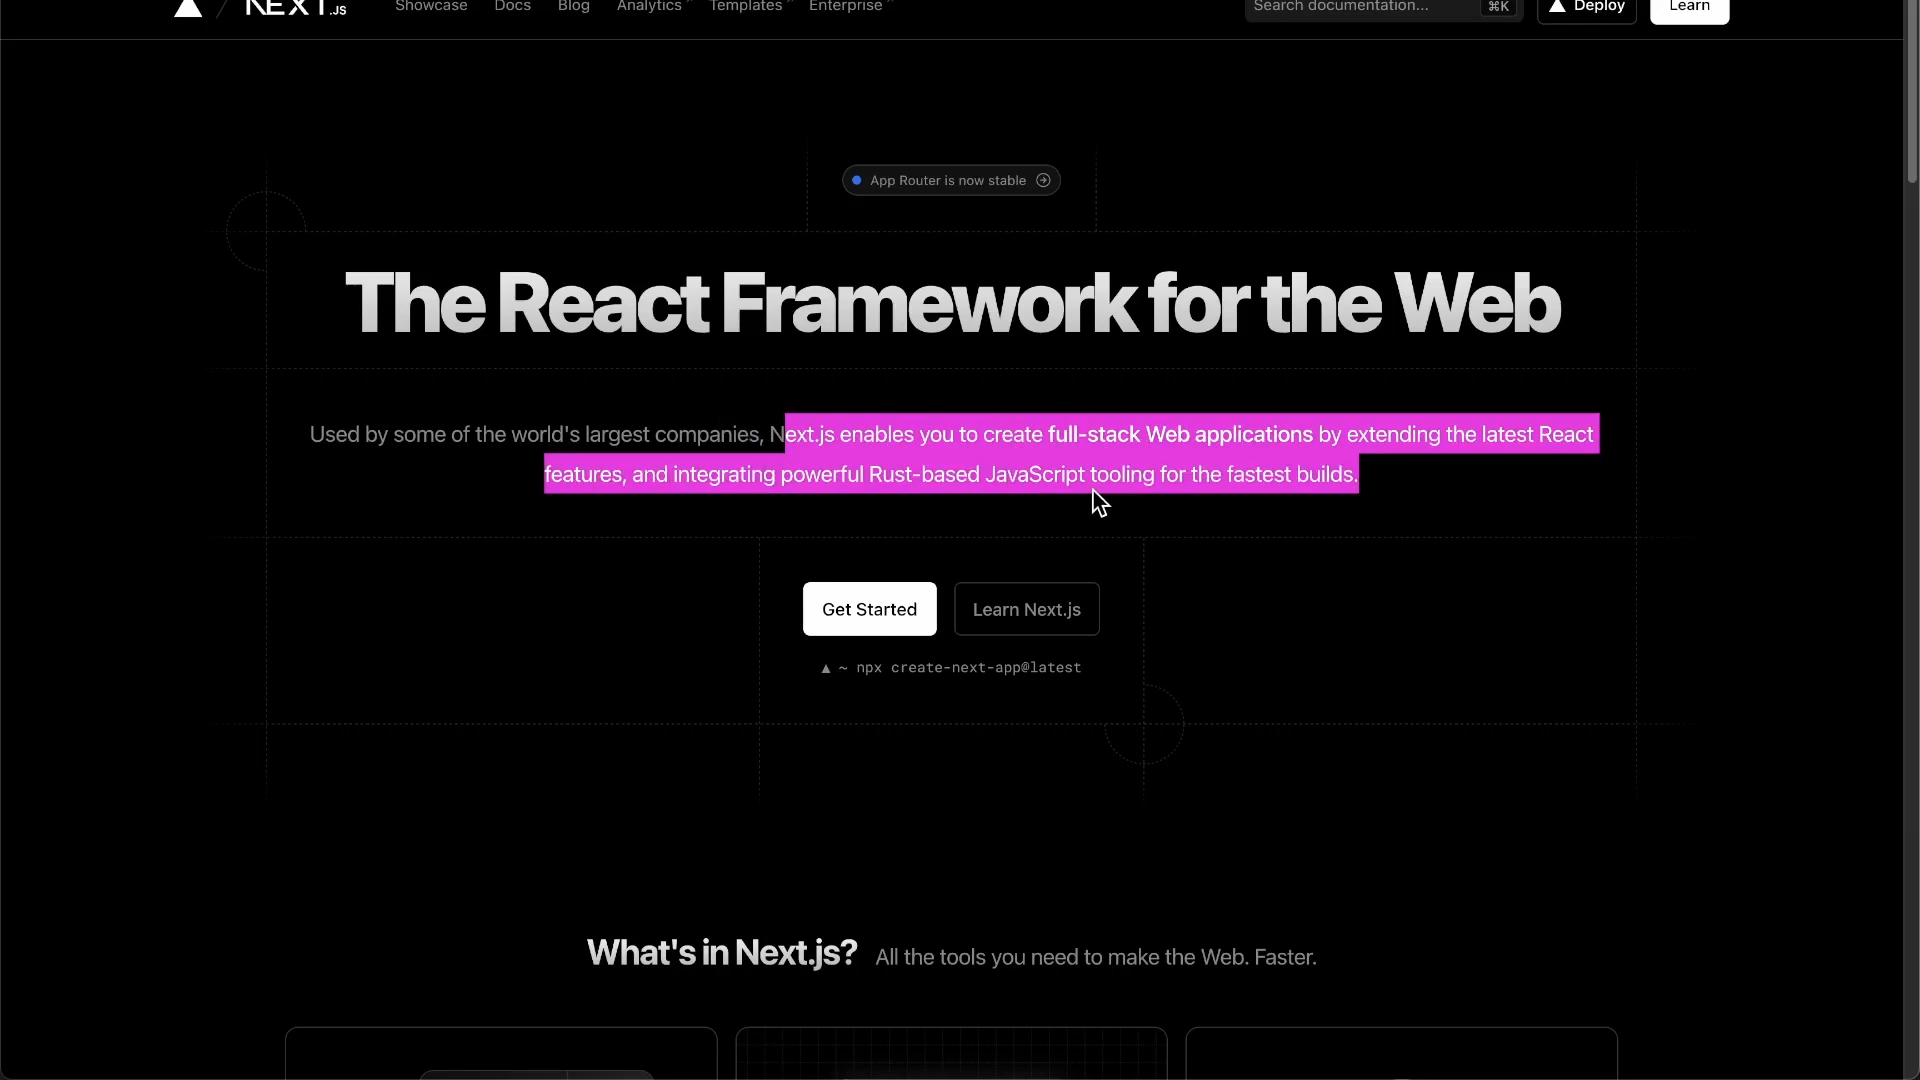 NEXT.JS Showcase Docs Blog Analytics Templates Enterprise Search documentation... ⌘K Deploy Learn
App Router is now stable
The React Framework for the Web
Used by some of the world's largest companies, Next.js enables you to create full-stack Web applications by extending the latest React
features, and integrating powerful Rust-based JavaScript tooling for the fastest builds.
Get Started Learn Next.js
▲ ~ npx create-next-app@latest
What's in Next.js? All the tools you need to make the Web. Faster.